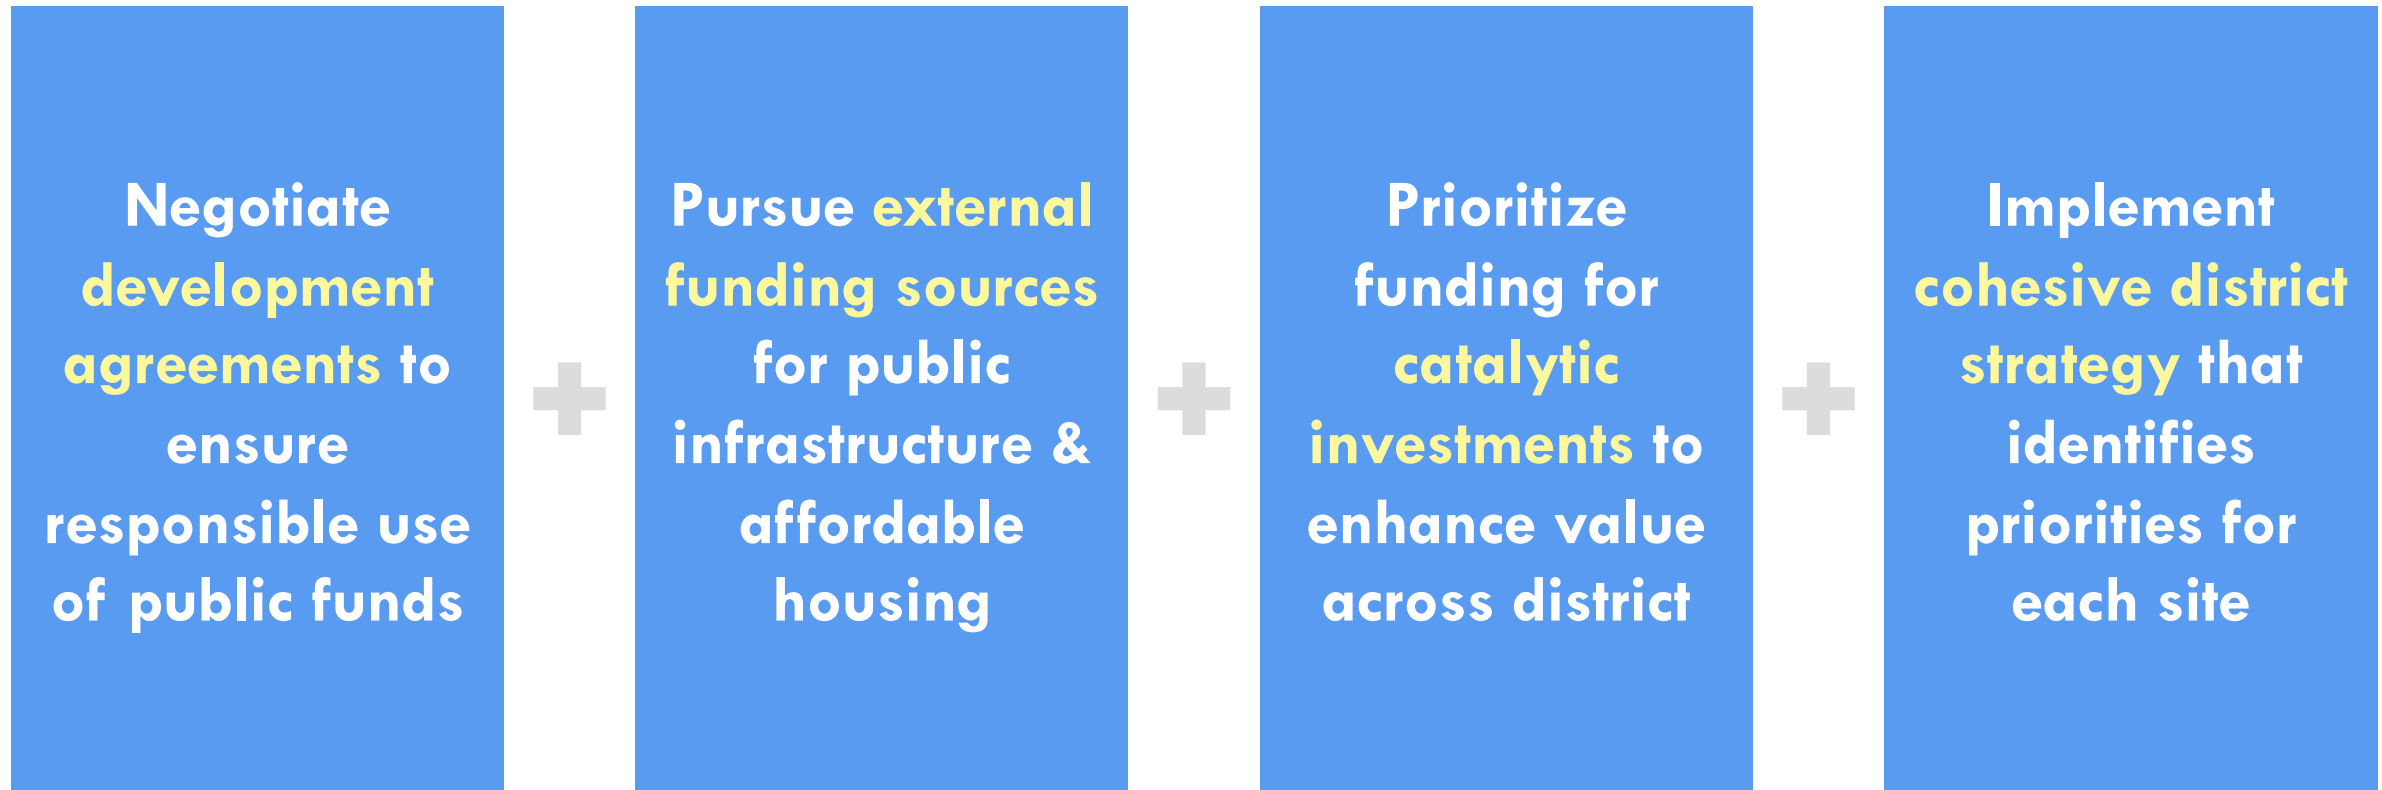 Negotiate
development
agreements to
ensure
responsible use
of public funds
Pursue external
funding sources
for public
infrastructure &
affordable
housing
Prioritize
funding for
catalytic
investments to
enhance value
across district
Implement
cohesive district
strategy that
identifies
priorities for
each site